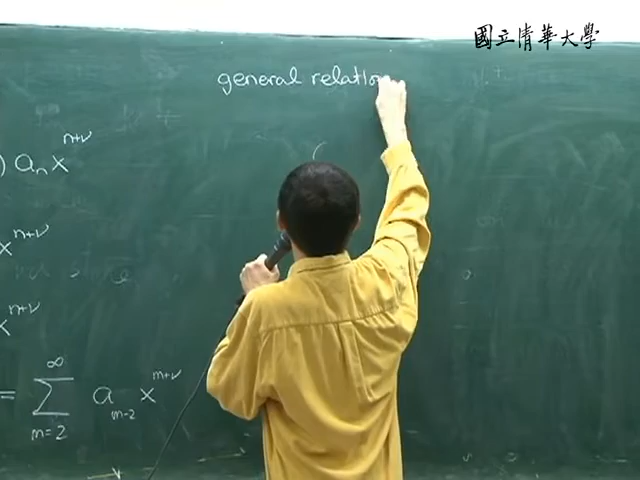 國立清華大學
general relation
) aₙ x^{n+ν}
x^{n+ν}
x^{n+ν}
= ∑_{m=2}^{∞} a_{m-2} x^{m+ν}